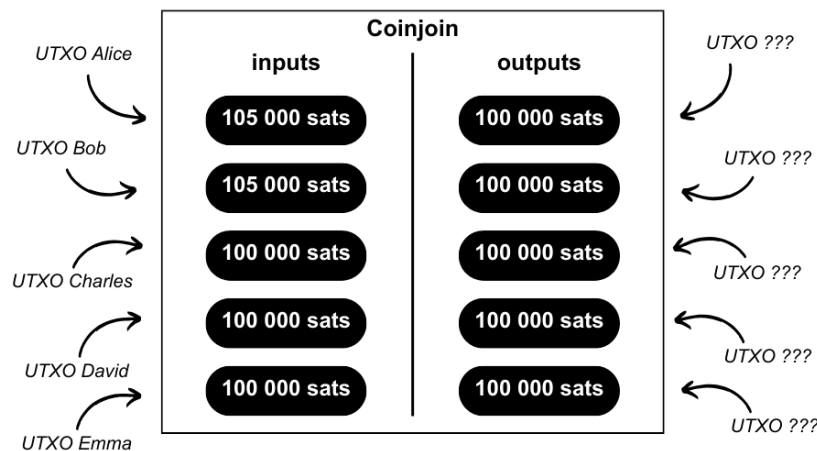 Coinjoin
inputs
outputs
UTXO Alice
105 000 sats
100 000 sats
UTXO ???
UTXO Bob
105 000 sats
100 000 sats
UTXO ???
UTXO Charles
100 000 sats
100 000 sats
UTXO ???
UTXO David
100 000 sats
100 000 sats
UTXO ???
UTXO Emma
100 000 sats
100 000 sats
UTXO ???